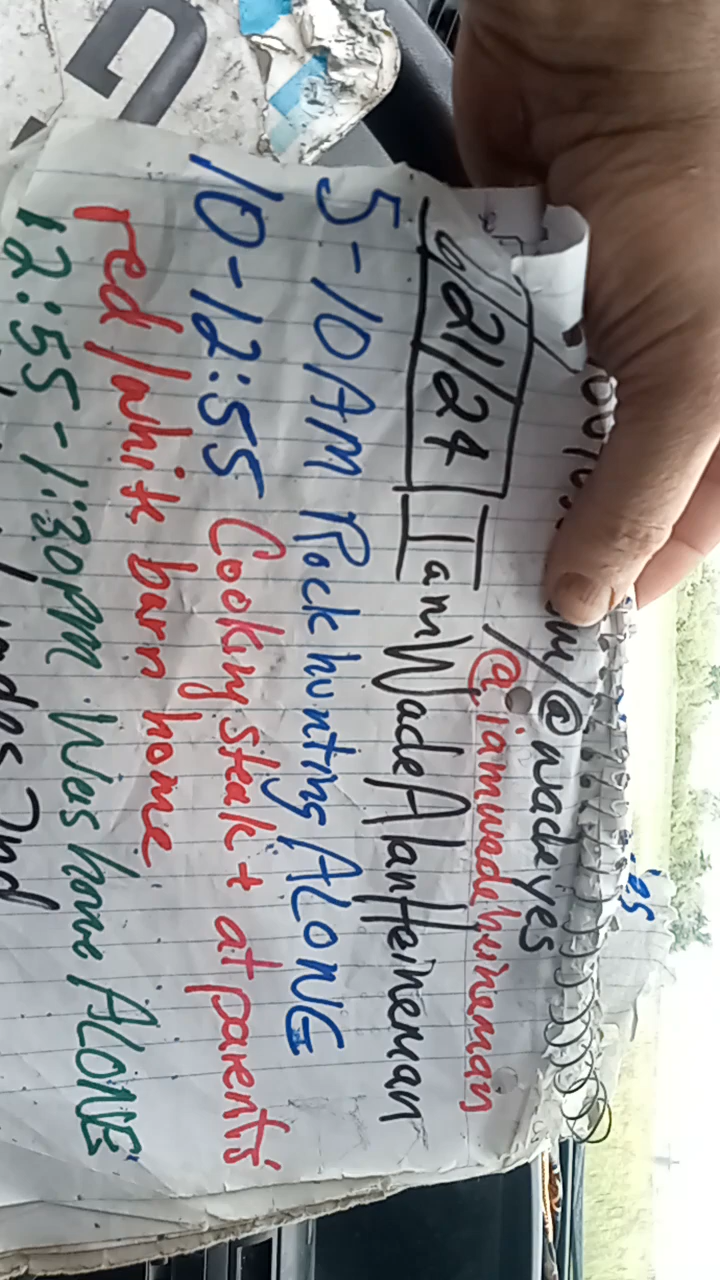 m/@wadeyes
@iamwadeheineman
6/21/24 IamWadeAlanHeineman
5-10AM Rock hunting ALONE
10-12:55 Cooking steak + at parents'
red/white barn home
12:55-1:30PM Was home ALONE